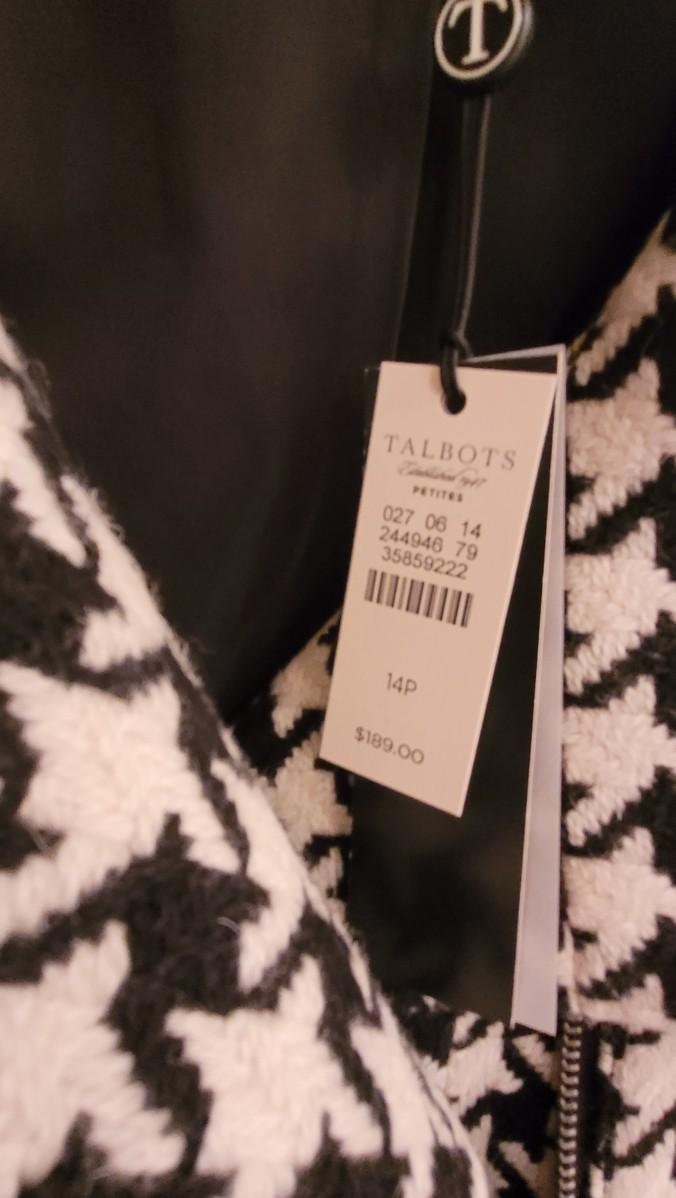 T
TALBOTS
Established 1947
PETITES
027 06 14
244946 79
35859222
14P
$189.00